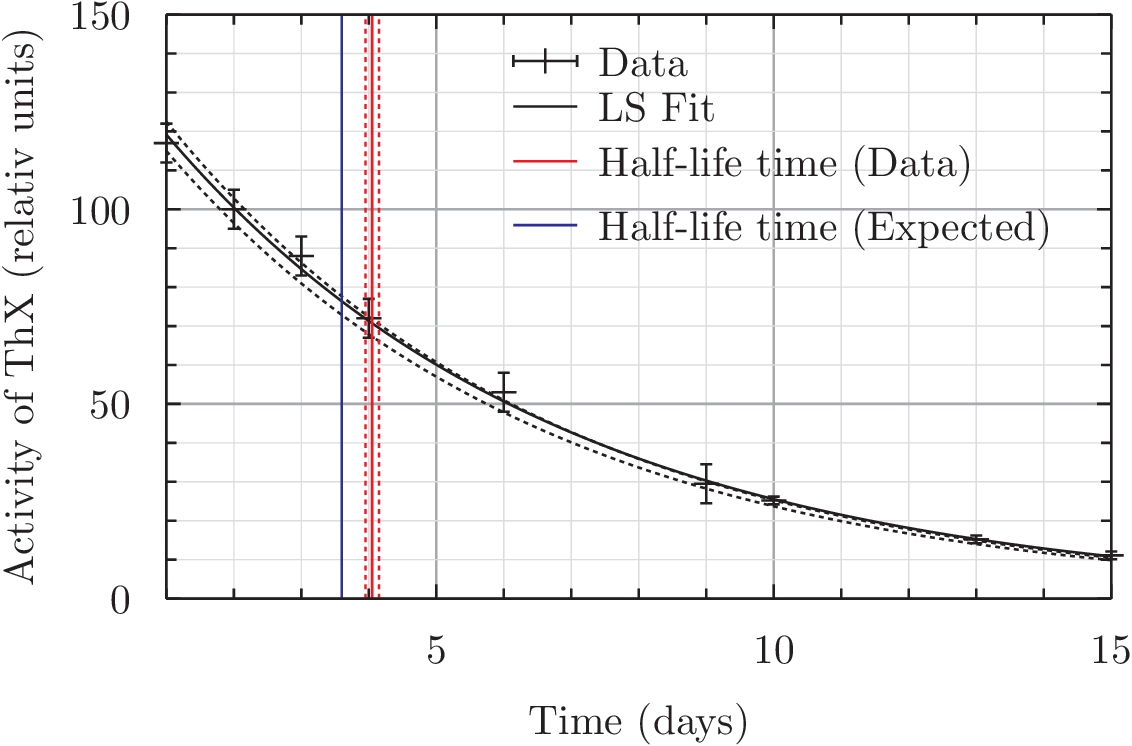 150
100
50
0
Activity of ThX (relativ units)
Data
LS Fit
Half-life time (Data)
Half-life time (Expected)
5
10
15
Time (days)